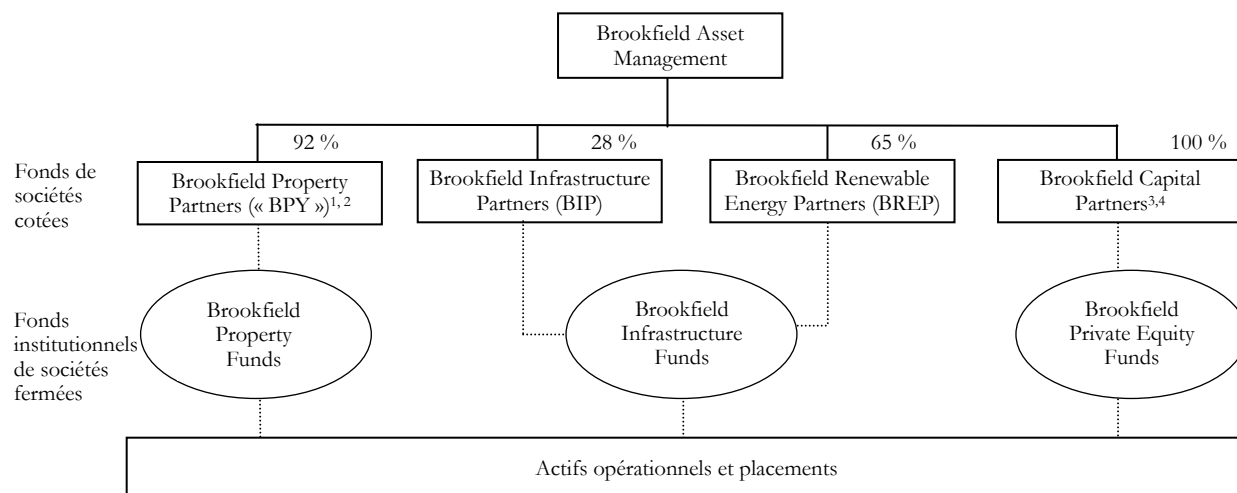 Brookfield Asset
Management
92 %
28 %
65 %
100 %
Fonds de
sociétés
cotées
Brookfield Property
Partners (« BPY »)1, 2
Brookfield Infrastructure
Partners (BIP)
Brookfield Renewable
Energy Partners (BREP)
Brookfield Capital
Partners3,4
Fonds
institutionnels
de sociétés
fermées
Brookfield
Property
Funds
Brookfield
Infrastructure
Funds
Brookfield
Private Equity
Funds
Actifs opérationnels et placements